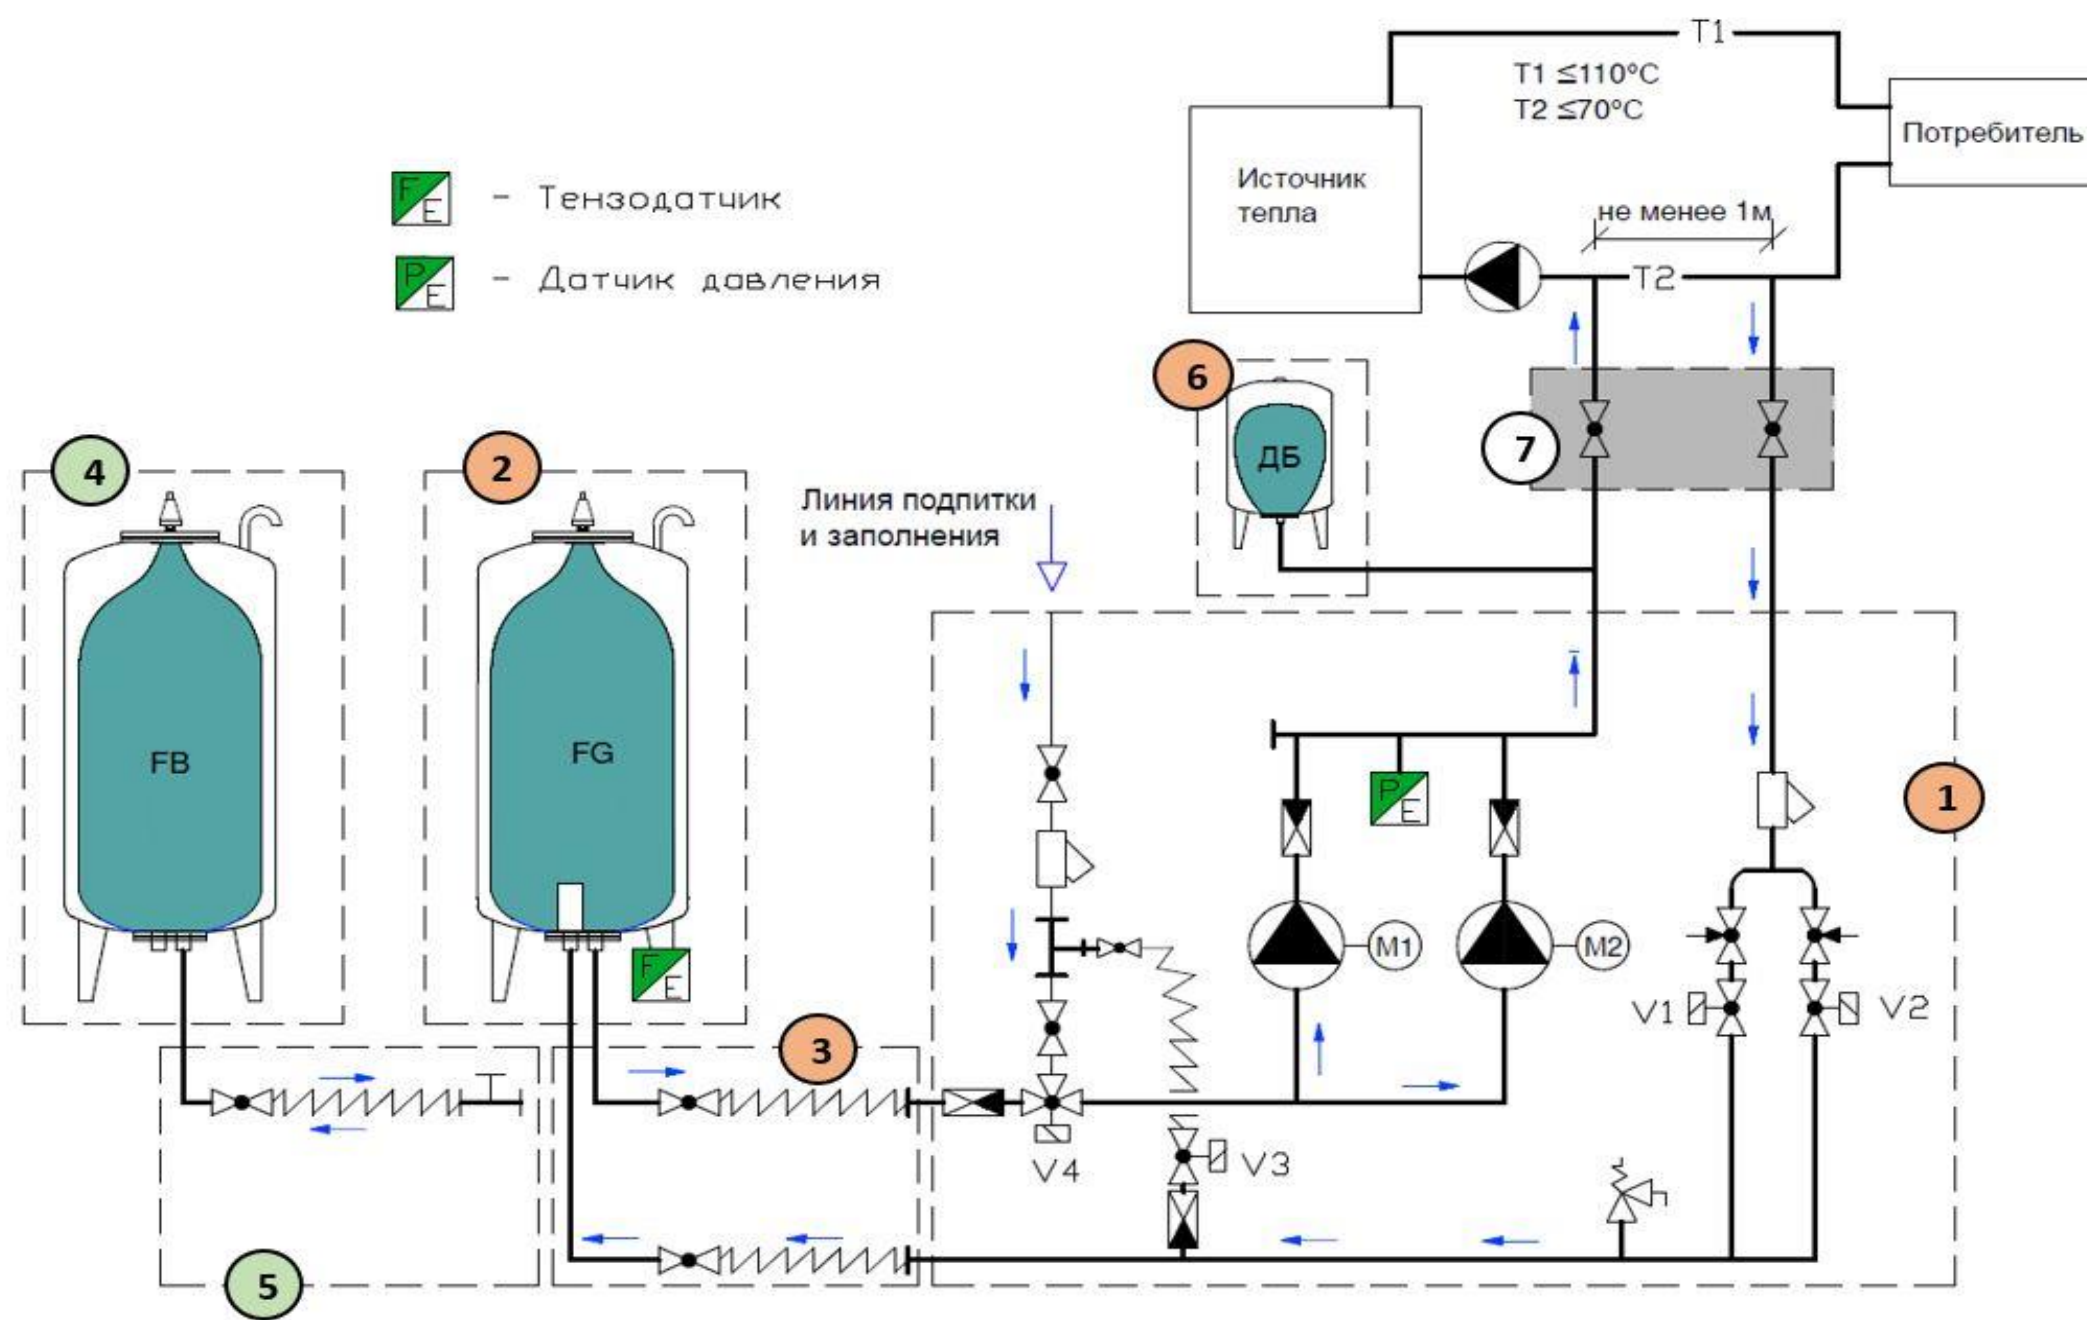 T1
T1 ≤110°C
T2 ≤70°C
Потребитель
Источник
тепла
не менее 1м
T2
F
E
- Тензодатчик
P
E
- Датчик давления
6
ДБ
7
4
2
Линия подпитки
и заполнения
FB
FG
F
E
P
E
1
M1
M2
V1
V2
3
V4
V3
5